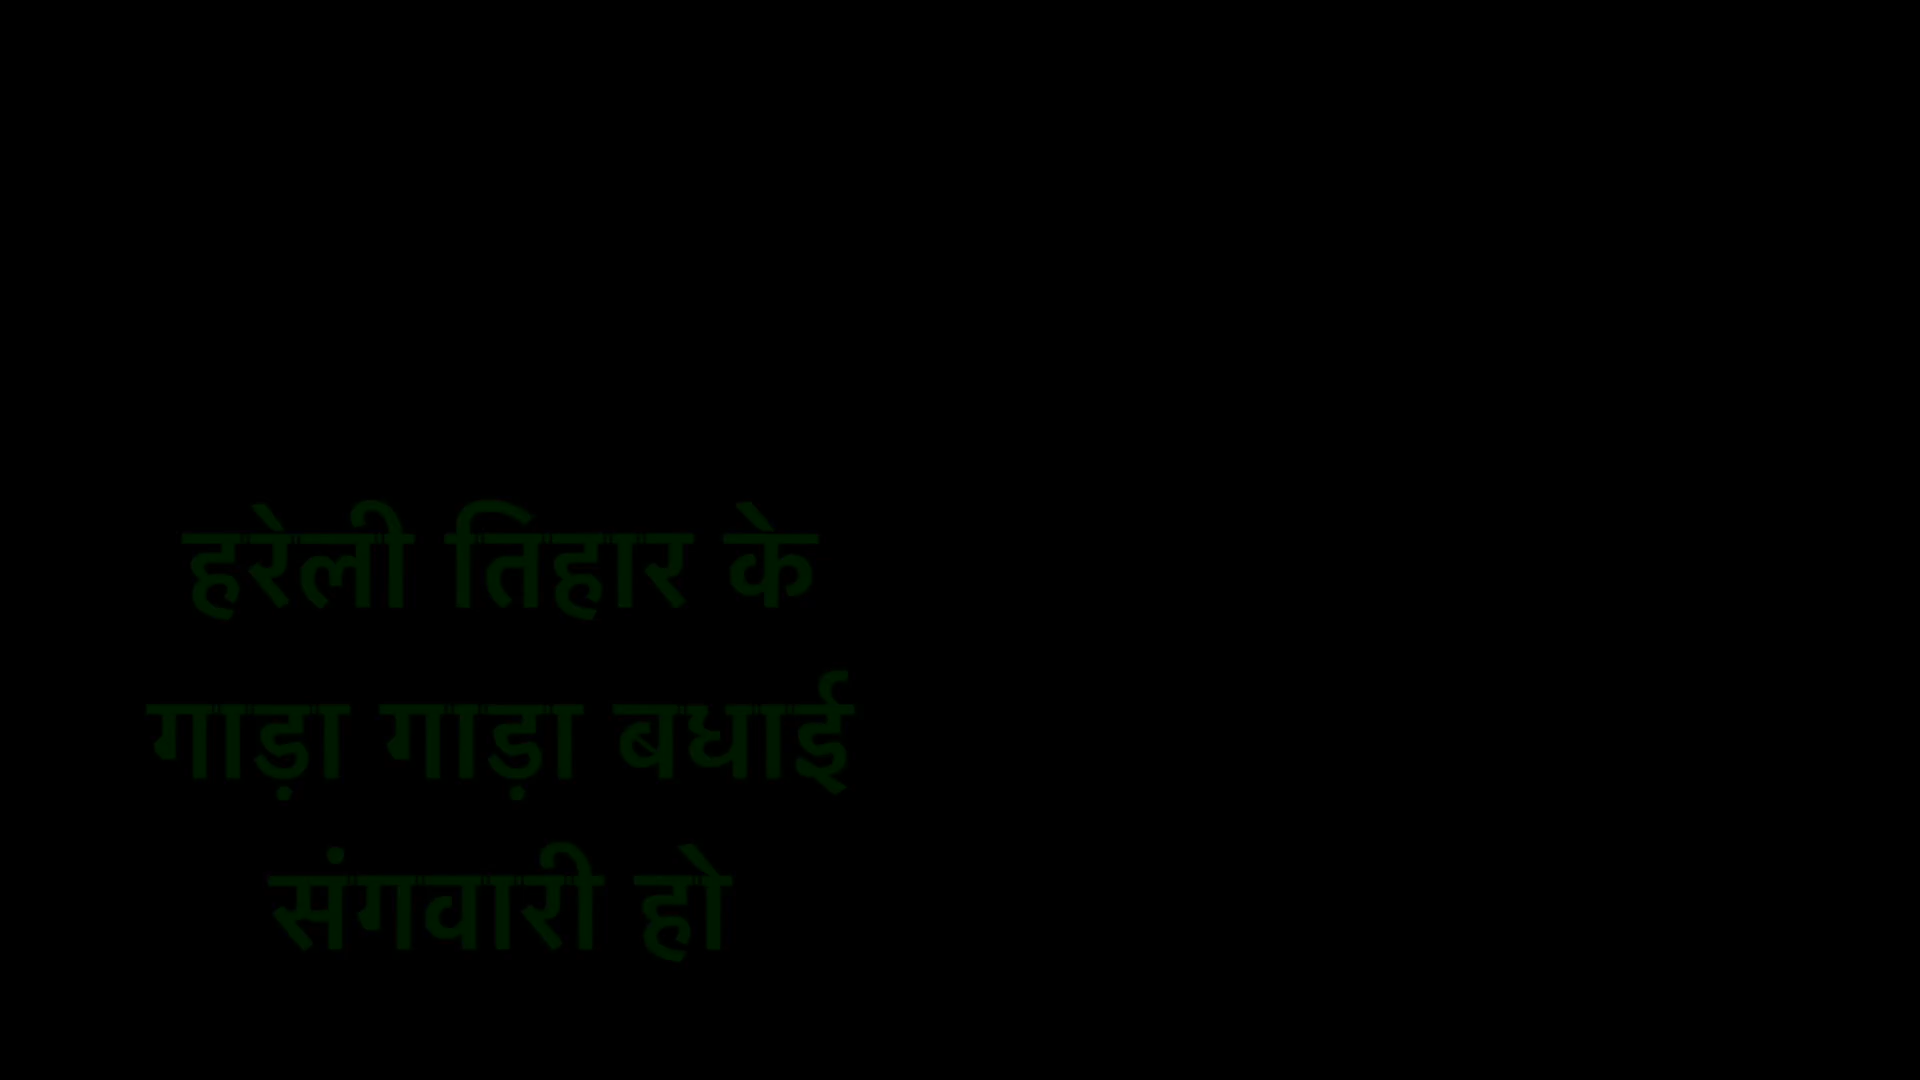 हरेली तिहार के
गाड़ा गाड़ा बधाई
संगवारी हो